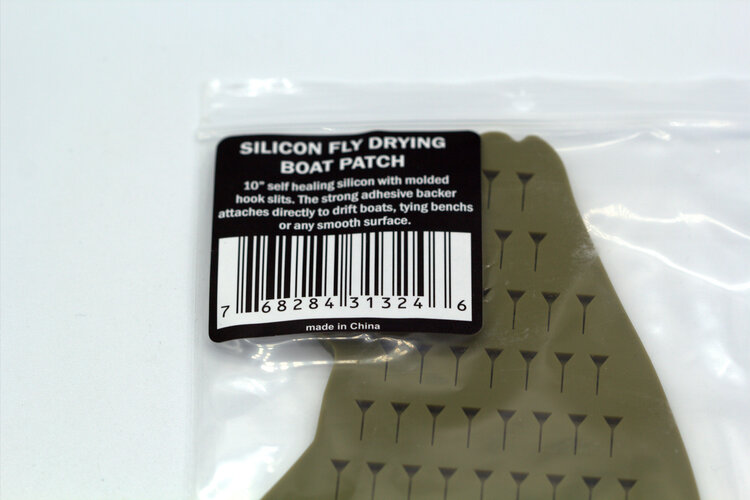 SILICON FLY DRYING
BOAT PATCH
10" self healing silicon with molded
hook slits. The strong adhesive backer
attaches directly to drift boats, tying benchs
or any smooth surface.
7 68284 31324 6
made in China